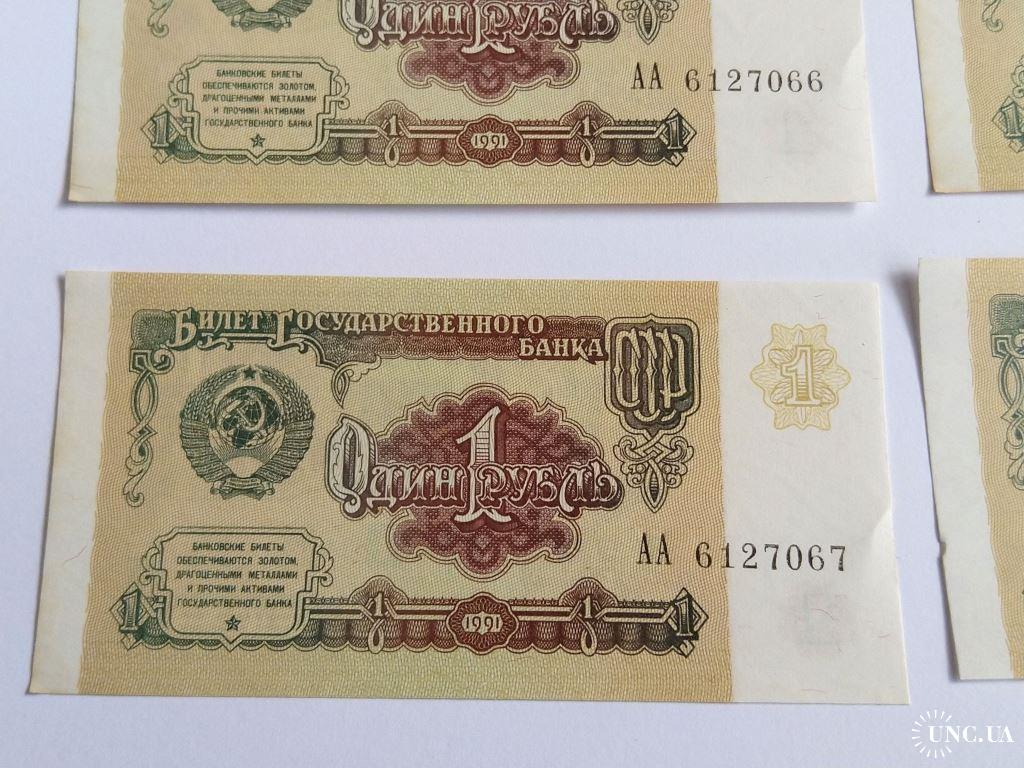 Один 1 рубль
АА 6127066
БАНКОВСКИЕ БИЛЕТЫ
ОБЕСПЕЧИВАЮТСЯ ЗОЛОТОМ,
ДРАГОЦЕННЫМИ МЕТАЛЛАМИ
И ПРОЧИМИ АКТИВАМИ
ГОСУДАРСТВЕННОГО БАНКА
1 1 1991 1 1
БИЛЕТ ГОСУДАРСТВЕННОГО
БАНКА
СССР
1
ОДИН 1 РУБЛЬ
АА 6127067
БАНКОВСКИЕ БИЛЕТЫ
ОБЕСПЕЧИВАЮТСЯ ЗОЛОТОМ,
ДРАГОЦЕННЫМИ МЕТАЛЛАМИ
И ПРОЧИМИ АКТИВАМИ
ГОСУДАРСТВЕННОГО БАНКА
1 1 1991 1 1
UNC.UA